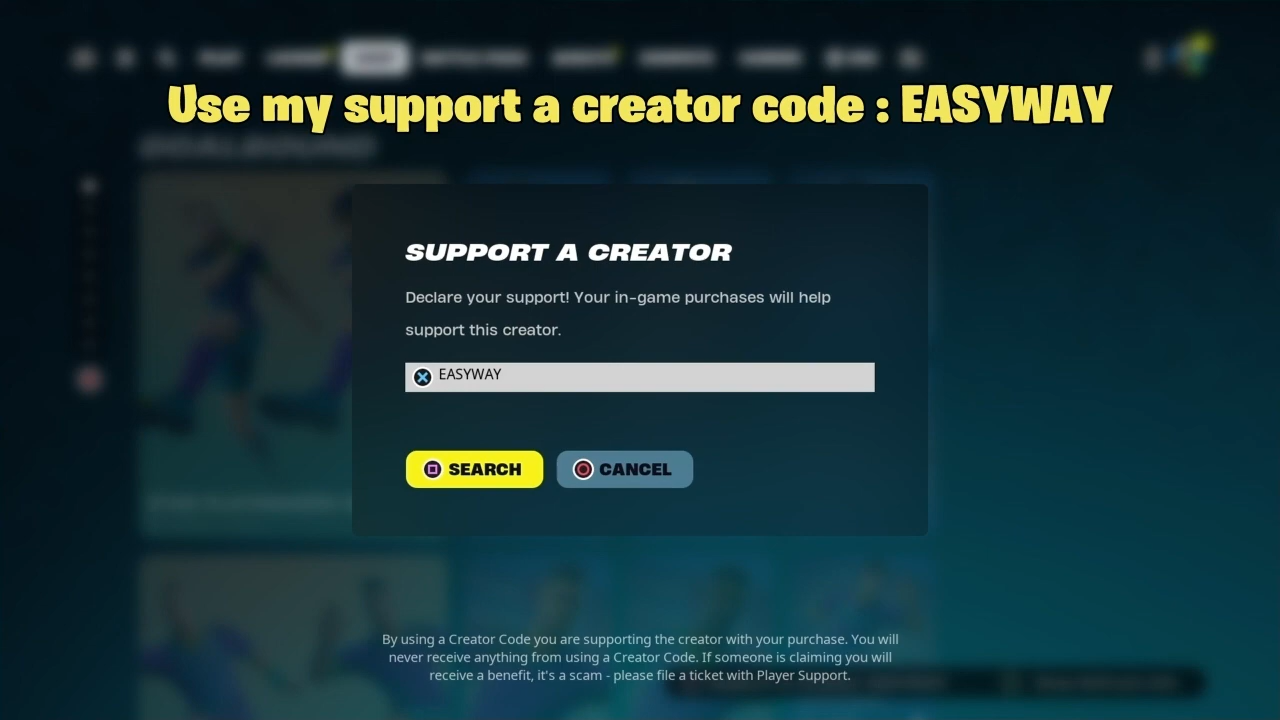 Use my support a creator code : EASYWAY
SUPPORT A CREATOR
Declare your support! Your in-game purchases will help
support this creator.
EASYWAY
SEARCH
CANCEL
By using a Creator Code you are supporting the creator with your purchase. You will
never receive anything from using a Creator Code. If someone is claiming you will
receive a benefit, it's a scam - please file a ticket with Player Support.